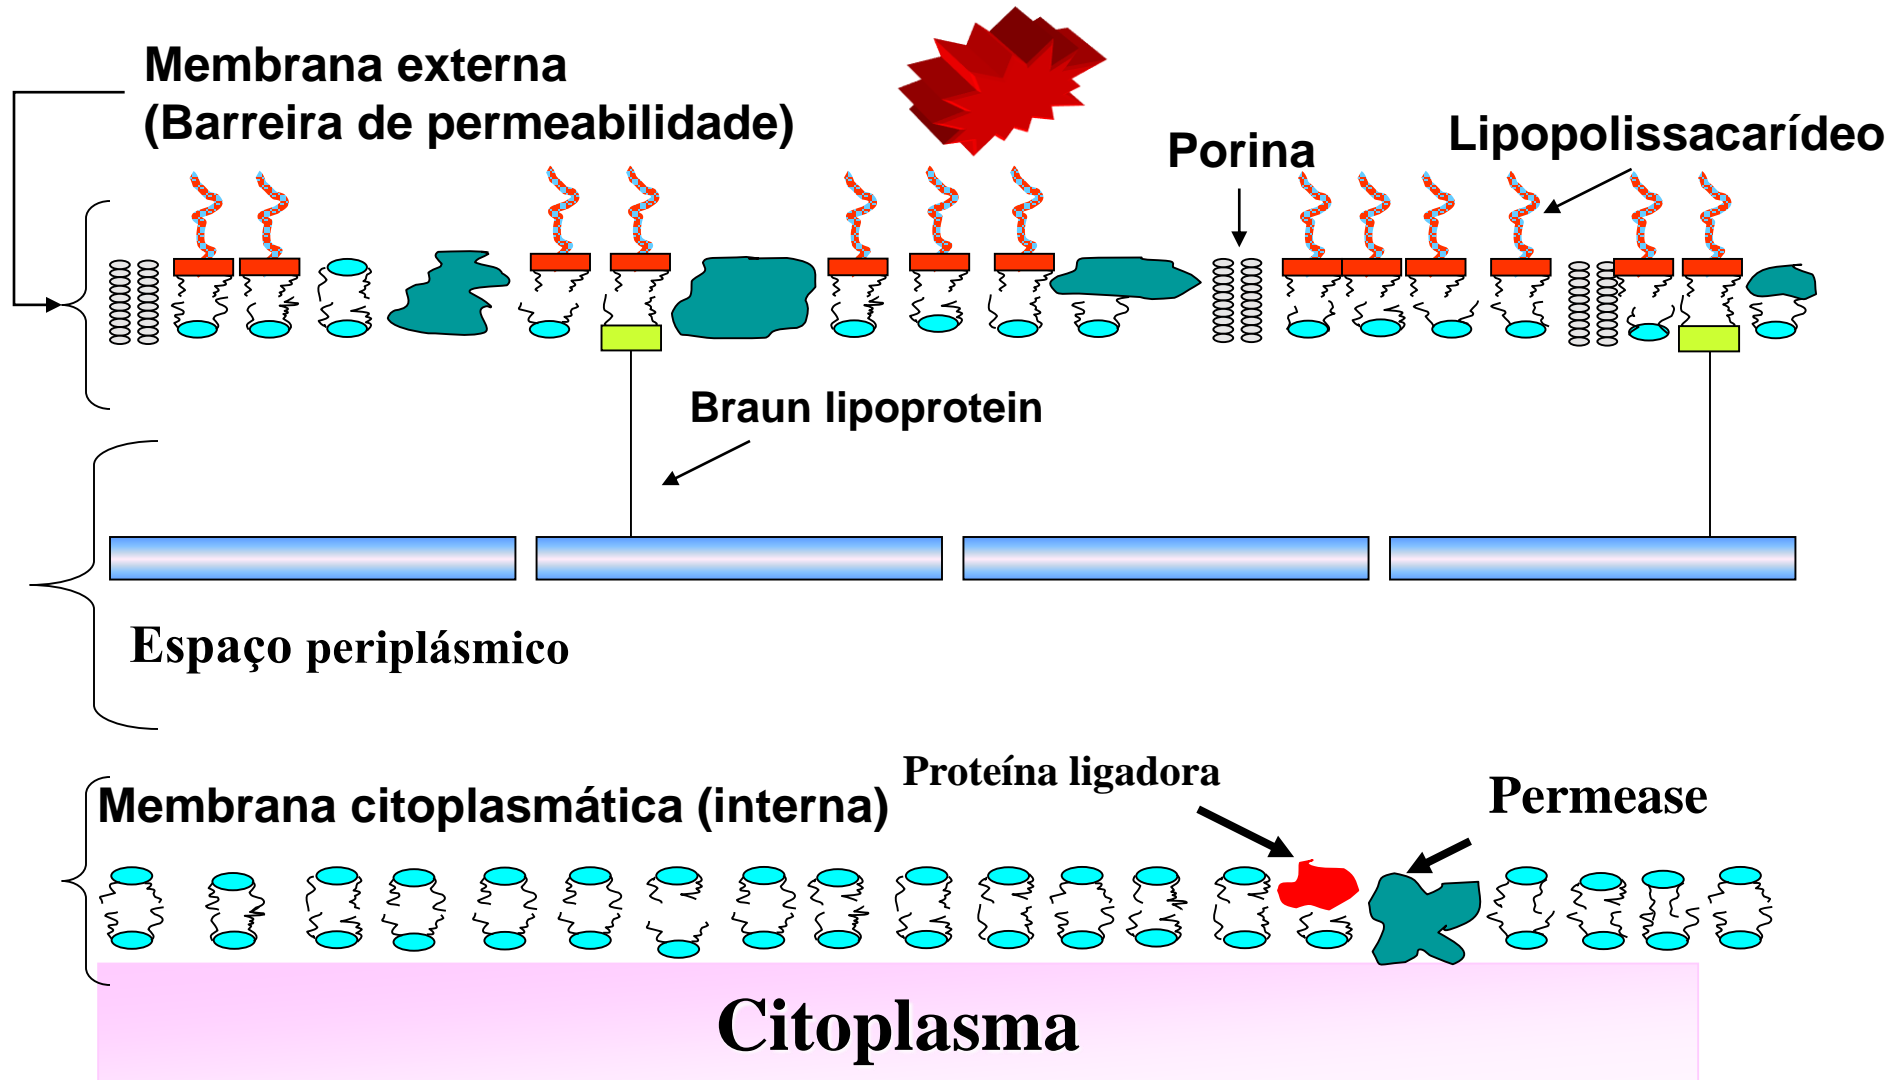 Membrana externa
(Barreira de permeabilidade)
Porina
Lipopolissacarídeo
Braun lipoprotein
Espaço periplásmico
Proteína ligadora
Permease
Membrana citoplasmática (interna)
Citoplasma